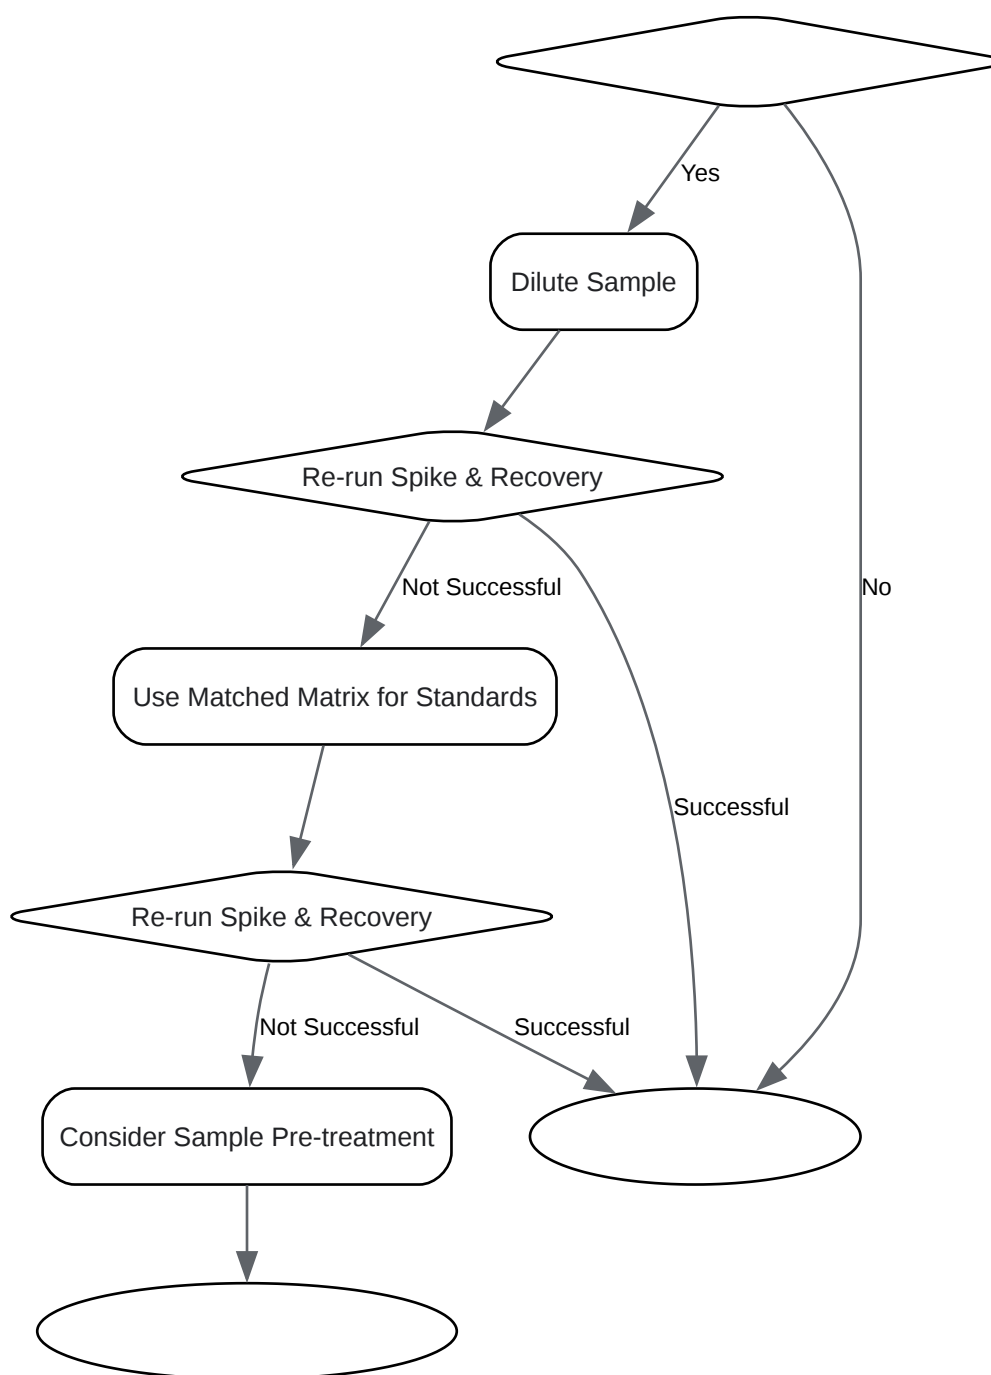 Yes
Dilute Sample
Re-run Spike & Recovery
Not Successful
No
Use Matched Matrix for Standards
Successful
Re-run Spike & Recovery
Not Successful
Successful
Consider Sample Pre-treatment